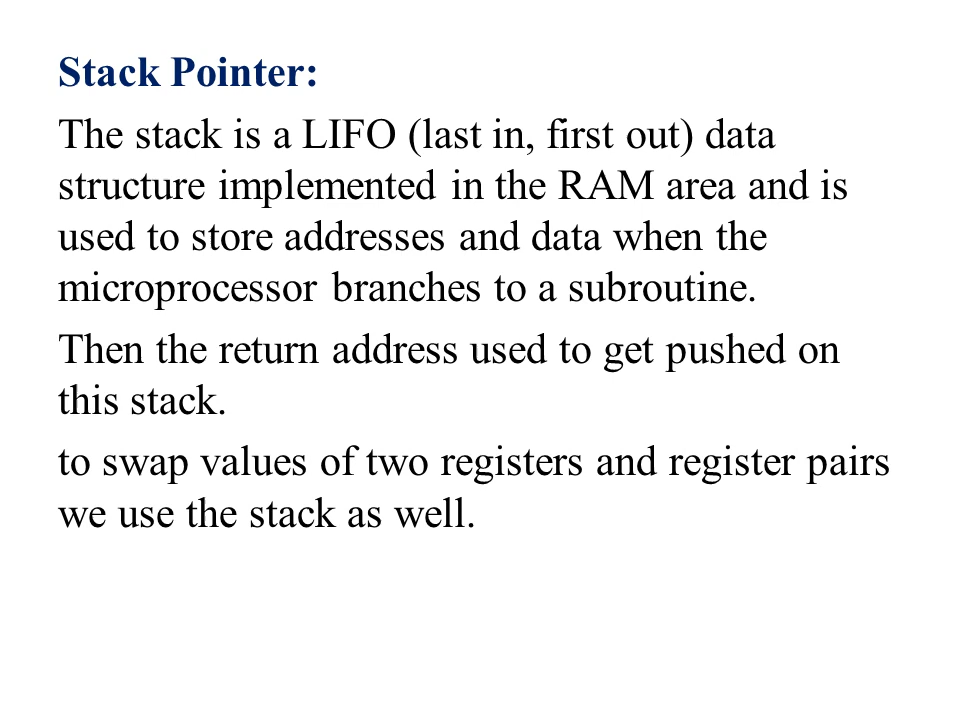 Stack Pointer:
The stack is a LIFO (last in, first out) data
structure implemented in the RAM area and is
used to store addresses and data when the
microprocessor branches to a subroutine.
Then the return address used to get pushed on
this stack.
to swap values of two registers and register pairs
we use the stack as well.